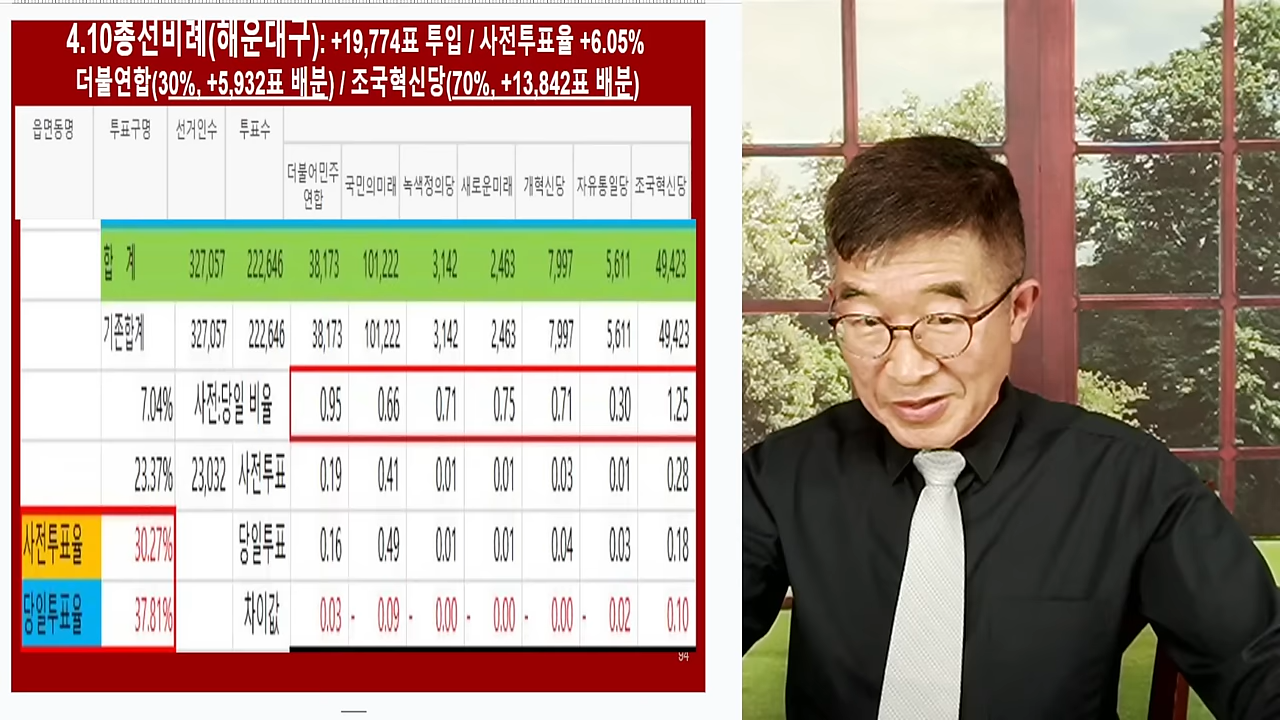 4.10총선비례(해운대구): +19,774표 투입 / 사전투표율 +6.05%
더불연합(30%, +5,932표 배분) / 조국혁신당(70%, +13,842표 배분)
읍면동명 투표구명 선거인수 투표수
더불어민주연합 국민의미래 녹색정의당 새로운미래 개혁신당 자유통일당 조국혁신당
합 계 327,057 222,646 38,173 101,222 3,142 2,463 7,997 5,611 49,423
기존합계 327,057 222,646 38,173 101,222 3,142 2,463 7,997 5,611 49,423
7.04% 사전:당일 비율 0.95 0.66 0.71 0.75 0.71 0.30 1.25
23.37% 23,032 사전투표 0.19 0.41 0.01 0.01 0.03 0.01 0.28
사전투표율 30.27% 당일투표 0.16 0.49 0.01 0.01 0.04 0.03 0.18
당일투표율 37.81% 차이값 0.03 - 0.09 - 0.00 - 0.00 - 0.00 - 0.02 0.10
94